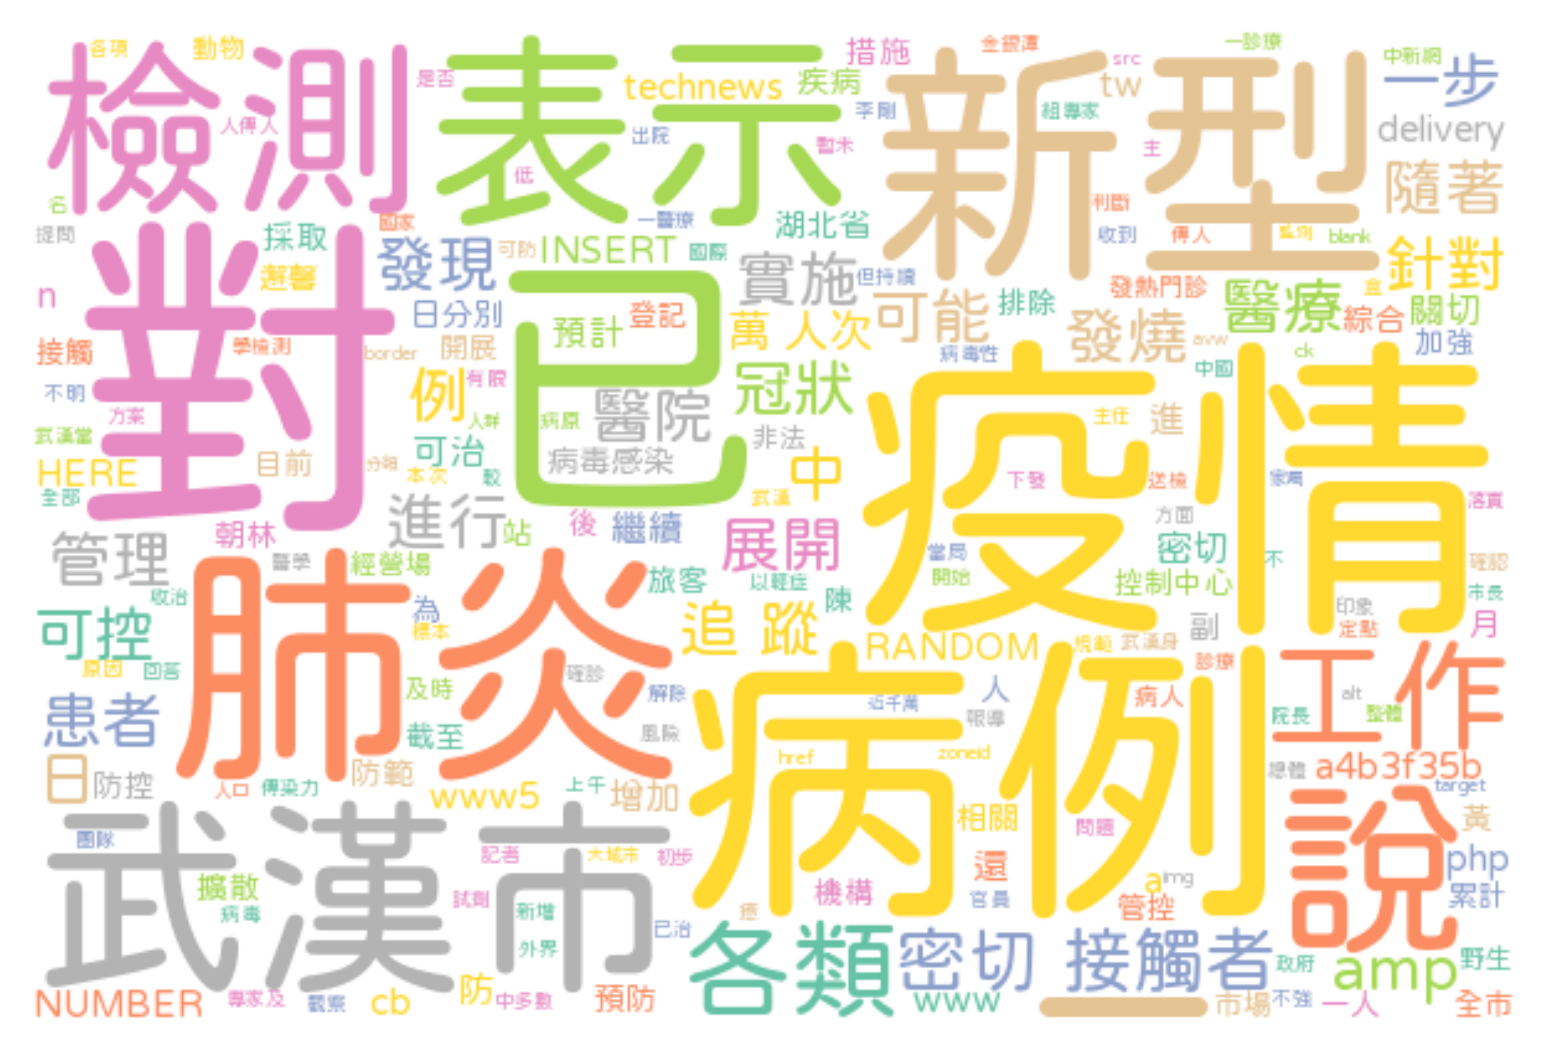 各項
動物
措施
金銀潭
一診療
中新網
檢測
表示
是否
technews
疾病
新型
src
tw
一步
人傳人
出院
李剛
組專家
delivery
暫未
低
主
隨著
名
提問
國家
一醫療
湖北省
利斷
收到
傳人
監測
blank
採取
發現
可防
INSERT
國際
實施
但持續
針對
n
邂馨
對
已
日分別
預計
登記
萬 人次
可能
排除
發熱門診
醫療
盒
綜合
關切
接觸
學檢測
border
開展
病毒性
發燒
avw
ck
加強
不明
方案
例
有限
人群
病原
醫院
冠狀
疫情
中國
主任
進
武漢當
HERE
目前
分頭
可治
本次
較
病毒感染
非法
中
武漢
下發
送檢
家屬
落實
全部
朝林
進行
站
後
繼續
展開
方面
密切
當局
不
管理
醫學
經營場
旅客
以輕症
開始
控制中心
確認
市長
收治
可控
肺炎
為
標本
追 蹤
陳
副
印象
定點
月
原因
回答
確診
RANDOM
規範
武漢身
診療
工作
及時
解除
病例
人
近千萬
病人
alt
患者
截至
風險
報導
院長
整體
日
防控
防範
href
zoneid
總體
a4b3f35b
人口
傳染力
www5
上午
增加
target
武漢市
團隊
相關
問題
說
黃
記者
大城市
初步
還
a
img
php
擴散
病毒
試劑
新增
機構
官員
管控
累計
外界
已治
癒
各類
密切 接觸者
政府
amp
野生
NUMBER
專家及
觀察
cb
防
中多數
預防
www
一
市場
不強
一人
全市